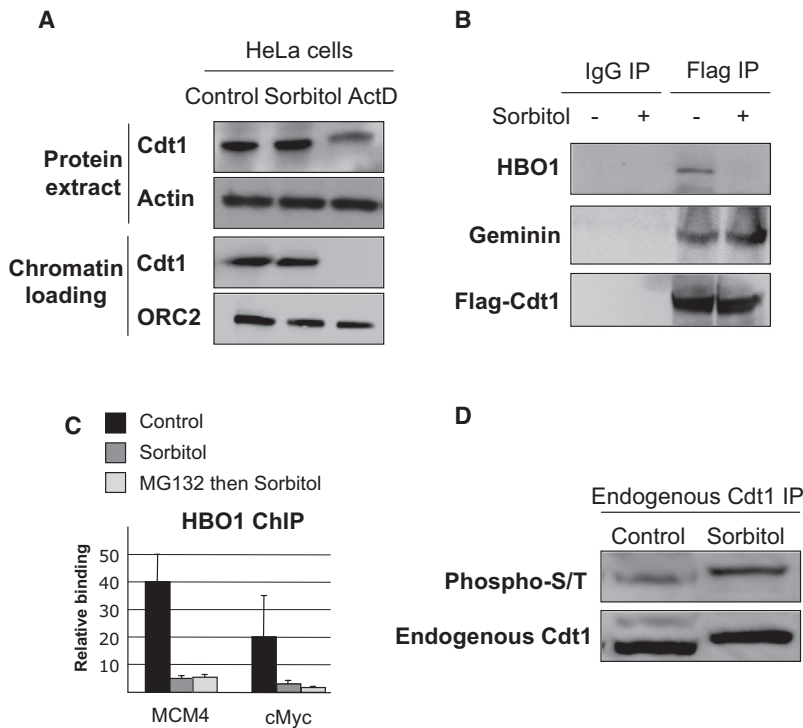 A
HeLa cells
Control Sorbitol ActD
Protein extract
Cdt1
Actin
Chromatin loading
Cdt1
ORC2
B
IgG IP
Flag IP
Sorbitol - + - +
HBO1
Geminin
Flag-Cdt1
C
Control
Sorbitol
MG132 then Sorbitol
HBO1 ChIP
Relative binding
50
40
30
20
10
MCM4
cMyc
D
Endogenous Cdt1 IP
Control Sorbitol
Phospho-S/T
Endogenous Cdt1